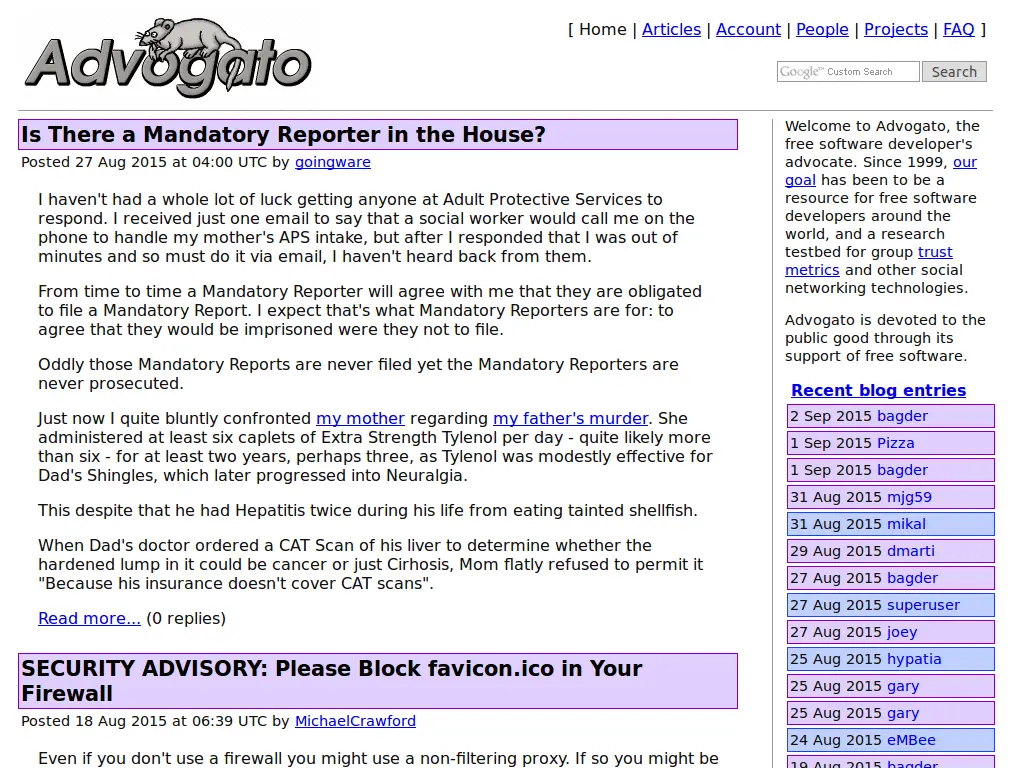 Advogato
[ Home | Articles | Account | People | Projects | FAQ ]
Google™ Custom Search Search
Is There a Mandatory Reporter in the House?
Posted 27 Aug 2015 at 04:00 UTC by goingware
I haven't had a whole lot of luck getting anyone at Adult Protective Services to
respond. I received just one email to say that a social worker would call me on the
phone to handle my mother's APS intake, but after I responded that I was out of
minutes and so must do it via email, I haven't heard back from them.
From time to time a Mandatory Reporter will agree with me that they are obligated
to file a Mandatory Report. I expect that's what Mandatory Reporters are for: to
agree that they would be imprisoned were they not to file.
Oddly those Mandatory Reports are never filed yet the Mandatory Reporters are
never prosecuted.
Just now I quite bluntly confronted my mother regarding my father's murder. She
administered at least six caplets of Extra Strength Tylenol per day - quite likely more
than six - for at least two years, perhaps three, as Tylenol was modestly effective for
Dad's Shingles, which later progressed into Neuralgia.
This despite that he had Hepatitis twice during his life from eating tainted shellfish.
When Dad's doctor ordered a CAT Scan of his liver to determine whether the
hardened lump in it could be cancer or just Cirhosis, Mom flatly refused to permit it
"Because his insurance doesn't cover CAT scans".
Read more... (0 replies)
SECURITY ADVISORY: Please Block favicon.ico in Your
Firewall
Posted 18 Aug 2015 at 06:39 UTC by MichaelCrawford
Even if you don't use a firewall you might use a non-filtering proxy. If so you might be
Welcome to Advogato, the
free software developer's
advocate. Since 1999, our
goal has been to be a
resource for free software
developers around the
world, and a research
testbed for group trust
metrics and other social
networking technologies.
Advogato is devoted to the
public good through its
support of free software.
Recent blog entries
2 Sep 2015 bagder
1 Sep 2015 Pizza
1 Sep 2015 bagder
31 Aug 2015 mjg59
31 Aug 2015 mikal
29 Aug 2015 dmarti
27 Aug 2015 bagder
27 Aug 2015 superuser
27 Aug 2015 joey
25 Aug 2015 hypatia
25 Aug 2015 gary
25 Aug 2015 gary
24 Aug 2015 eMBee
19 Aug 2015 bagder